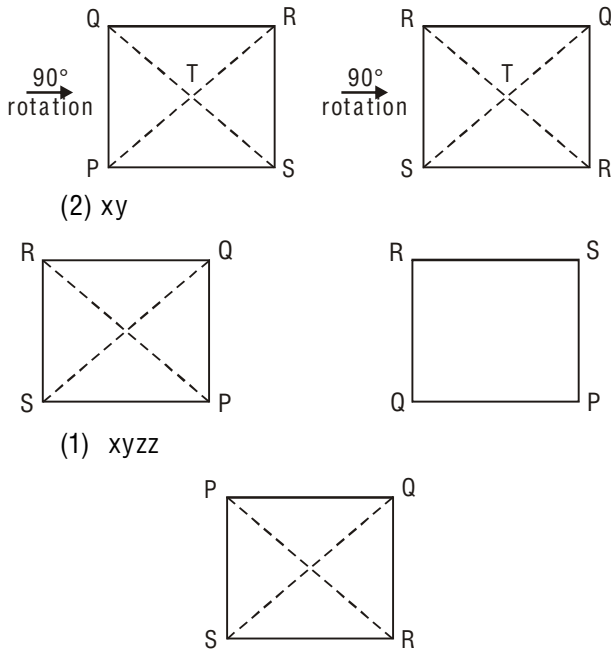 Q R R Q
90° rotation T 90° rotation T
P S S R
(2) xy
R Q R S
S P Q P
(1) xyzz
P Q
S R